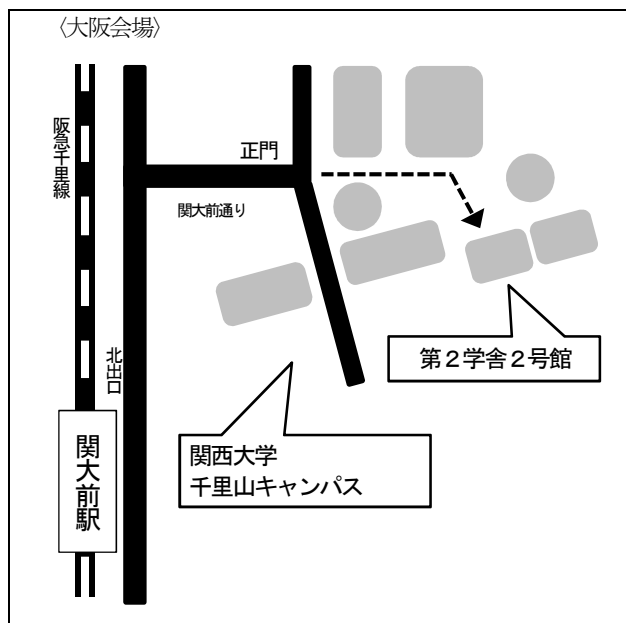 〈大阪会場〉
阪急千里線
正門
関大前通り
北出口
第２学舎２号館
関西大学
千里山キャンパス
関大前駅